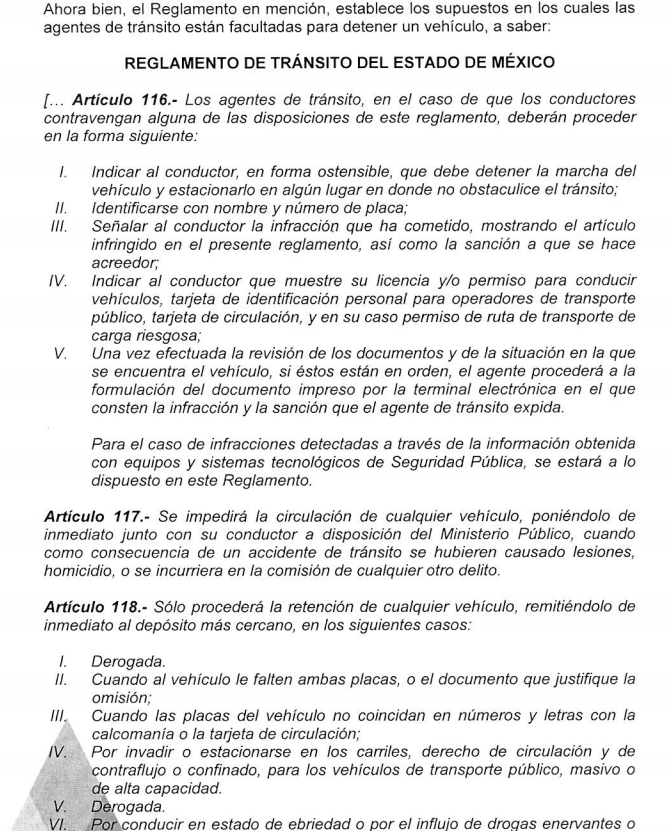 Ahora bien, el Reglamento en mención, establece los supuestos en los cuales las
agentes de tránsito están facultadas para detener un vehículo, a saber:
REGLAMENTO DE TRÁNSITO DEL ESTADO DE MÉXICO
[... Artículo 116.- Los agentes de tránsito, en el caso de que los conductores
contravengan alguna de las disposiciones de este reglamento, deberán proceder
en la forma siguiente:
I. Indicar al conductor, en forma ostensible, que debe detener la marcha del
vehículo y estacionarlo en algún lugar en donde no obstaculice el tránsito;
II. Identificarse con nombre y número de placa;
III. Señalar al conductor la infracción que ha cometido, mostrando el artículo
infringido en el presente reglamento, así como la sanción a que se hace
acreedor;
IV. Indicar al conductor que muestre su licencia y/o permiso para conducir
vehículos, tarjeta de identificación personal para operadores de transporte
público, tarjeta de circulación, y en su caso permiso de ruta de transporte de
carga riesgosa;
V. Una vez efectuada la revisión de los documentos y de la situación en la que
se encuentra el vehículo, si éstos están en orden, el agente procederá a la
formulación del documento impreso por la terminal electrónica en el que
consten la infracción y la sanción que el agente de tránsito expida.
Para el caso de infracciones detectadas a través de la información obtenida
con equipos y sistemas tecnológicos de Seguridad Pública, se estará a lo
dispuesto en este Reglamento.
Artículo 117.- Se impedirá la circulación de cualquier vehículo, poniéndolo de
inmediato junto con su conductor a disposición del Ministerio Público, cuando
como consecuencia de un accidente de tránsito se hubieren causado lesiones,
homicidio, o se incurriera en la comisión de cualquier otro delito.
Artículo 118.- Sólo procederá la retención de cualquier vehículo, remitiéndolo de
inmediato al depósito más cercano, en los siguientes casos:
I. Derogada.
II. Cuando al vehículo le falten ambas placas, o el documento que justifique la
omisión;
III. Cuando las placas del vehículo no coincidan en números y letras con la
calcomanía o la tarjeta de circulación;
IV. Por invadir o estacionarse en los carriles, derecho de circulación y de
contraflujo o confinado, para los vehículos de transporte público, masivo o
de alta capacidad.
V. Derogada.
VI. Por conducir en estado de ebriedad o por el influjo de drogas enervantes o